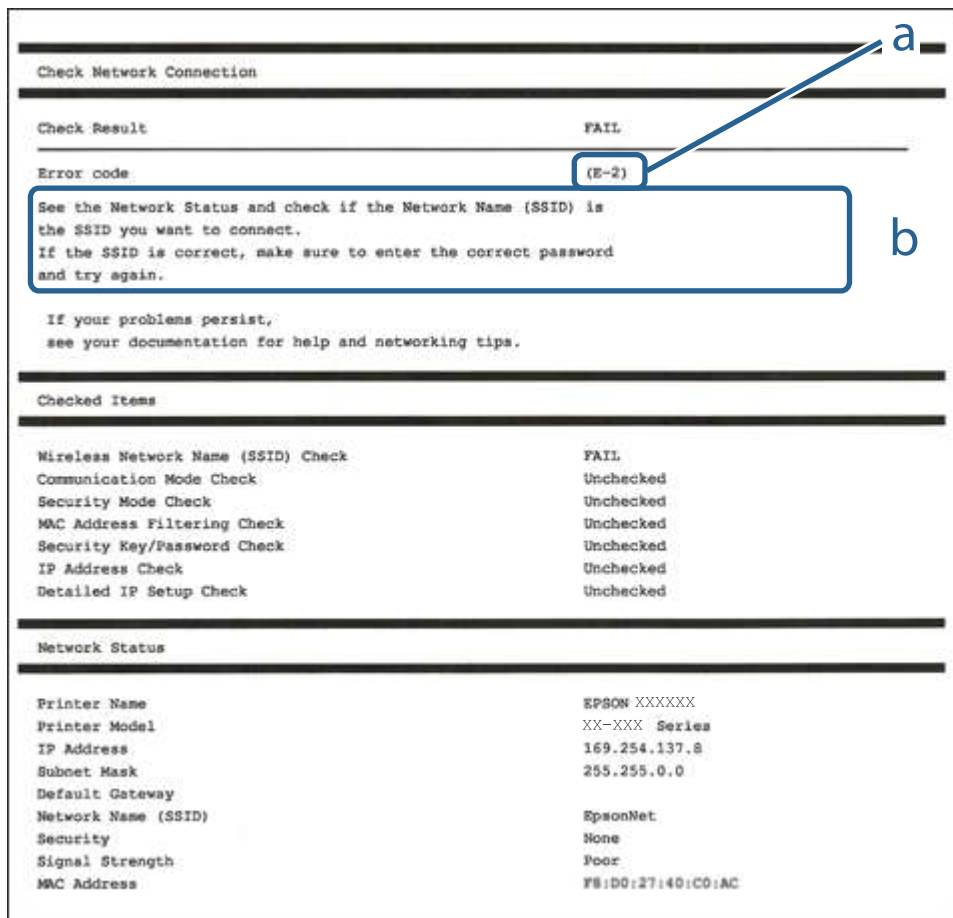 a
Check Network Connection
Check Result FAIL
Error code (E-2)
See the Network Status and check if the Network Name (SSID) is
the SSID you want to connect.
If the SSID is correct, make sure to enter the correct password
and try again.
b
If your problems persist,
see your documentation for help and networking tips.
Checked Items
Wireless Network Name (SSID) Check FAIL
Communication Mode Check Unchecked
Security Mode Check Unchecked
MAC Address Filtering Check Unchecked
Security Key/Password Check Unchecked
IP Address Check Unchecked
Detailed IP Setup Check Unchecked
Network Status
Printer Name EPSON XXXXXX
Printer Model XX-XXX Series
IP Address 169.254.137.8
Subnet Mask 255.255.0.0
Default Gateway
Network Name (SSID) EpsonNet
Security None
Signal Strength Poor
MAC Address F8:D0:27:40:C0:AC